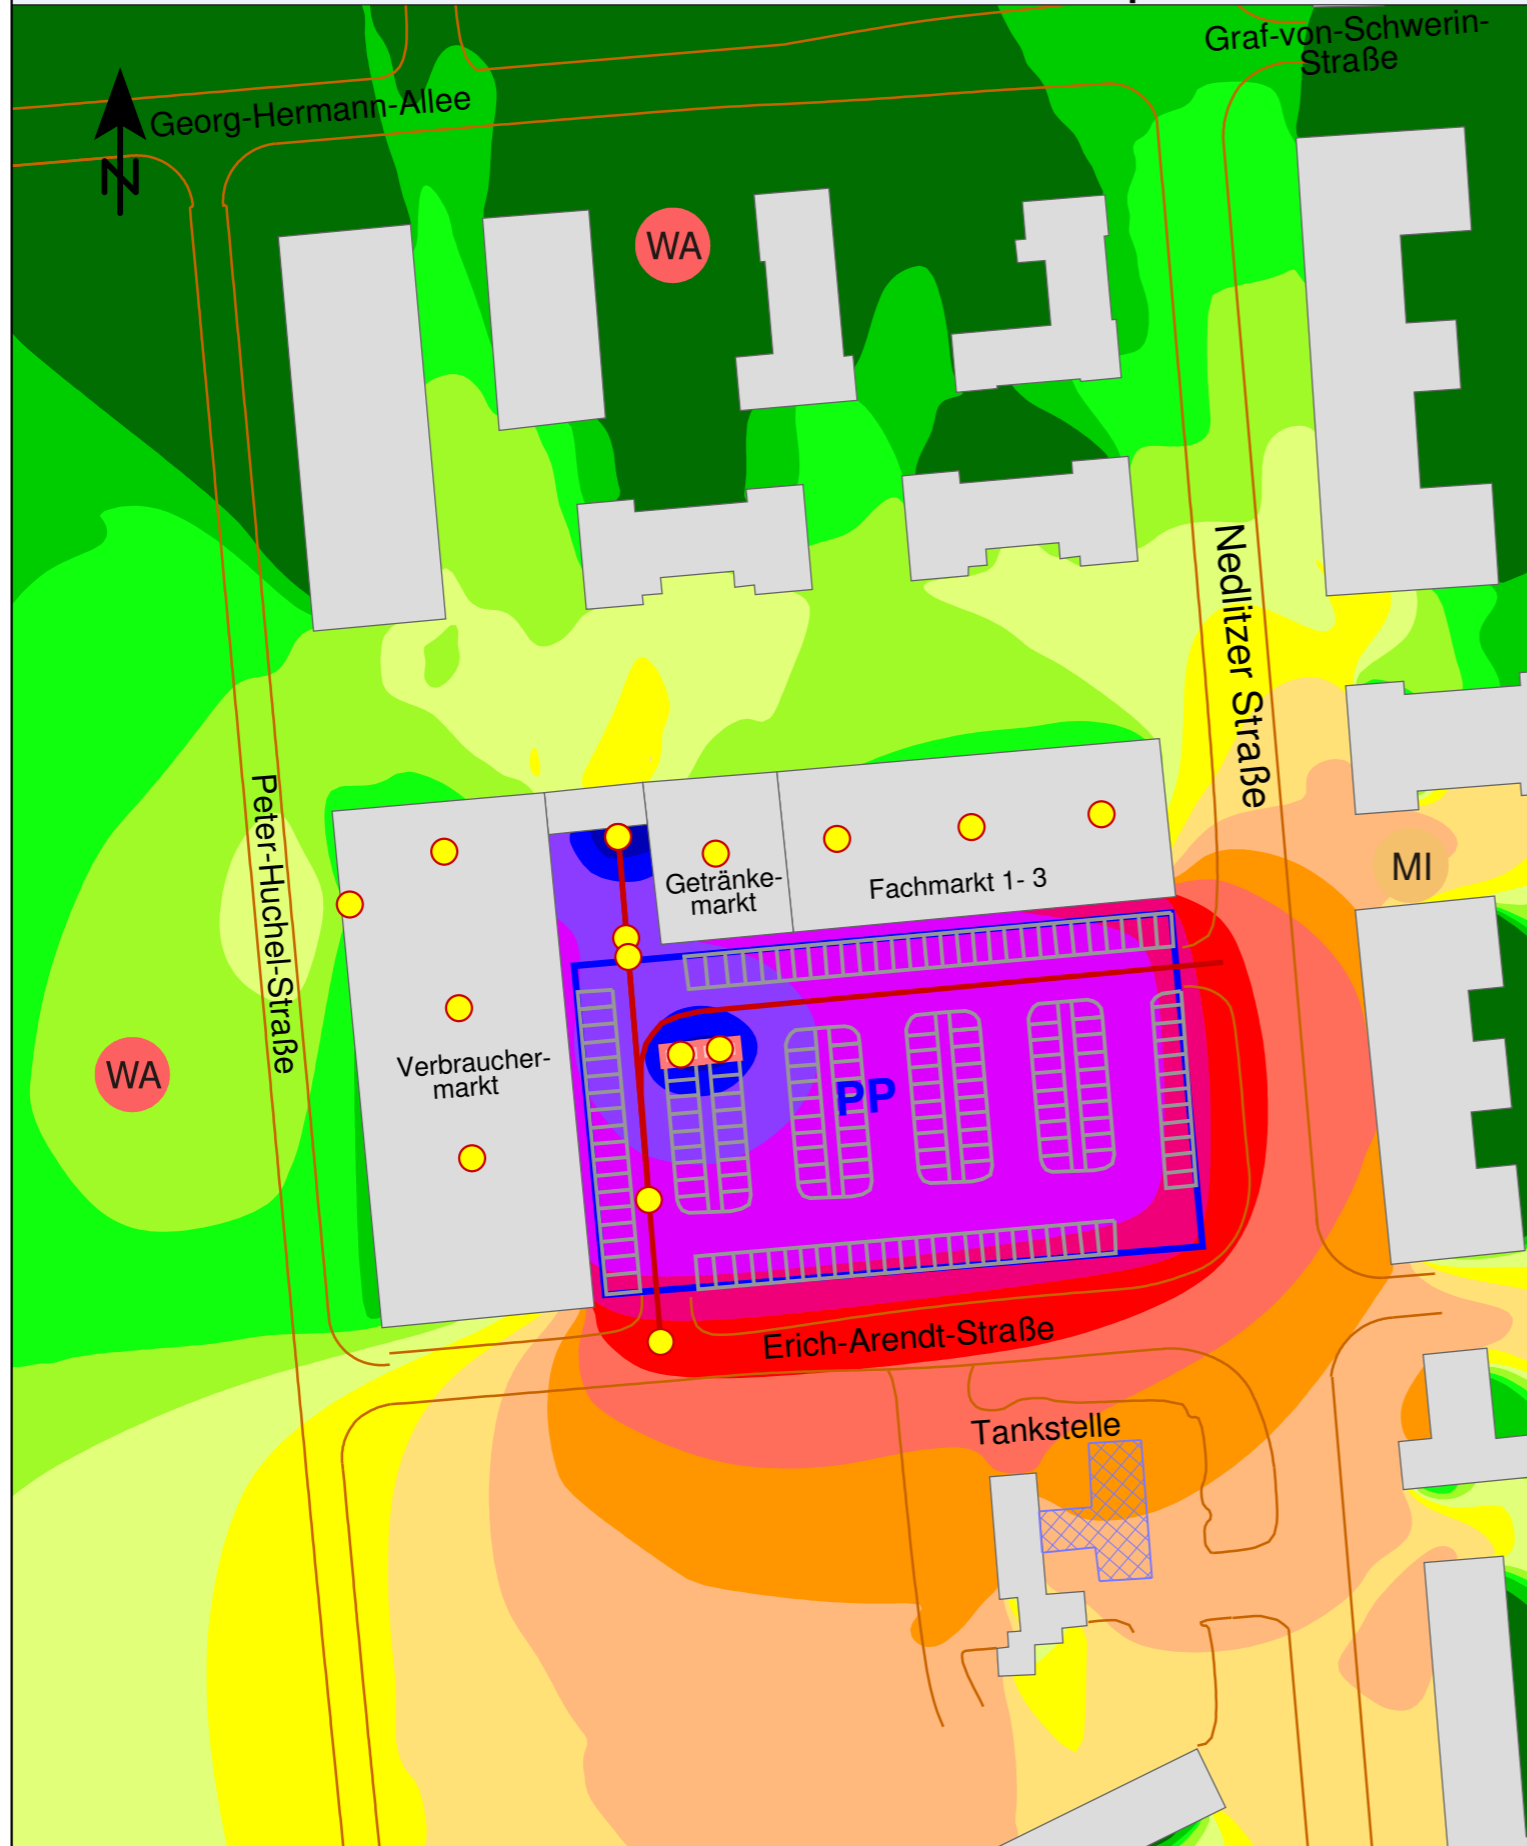 Graf-von-Schwerin-
Straße
Georg-Hermann-Allee
N
WA
Nedlitzer Straße
Peter-Huchel-Straße
MI
Getränke-
markt
Fachmarkt 1- 3
Verbraucher-
markt
WA
PP
Erich-Arendt-Straße
Tankstelle